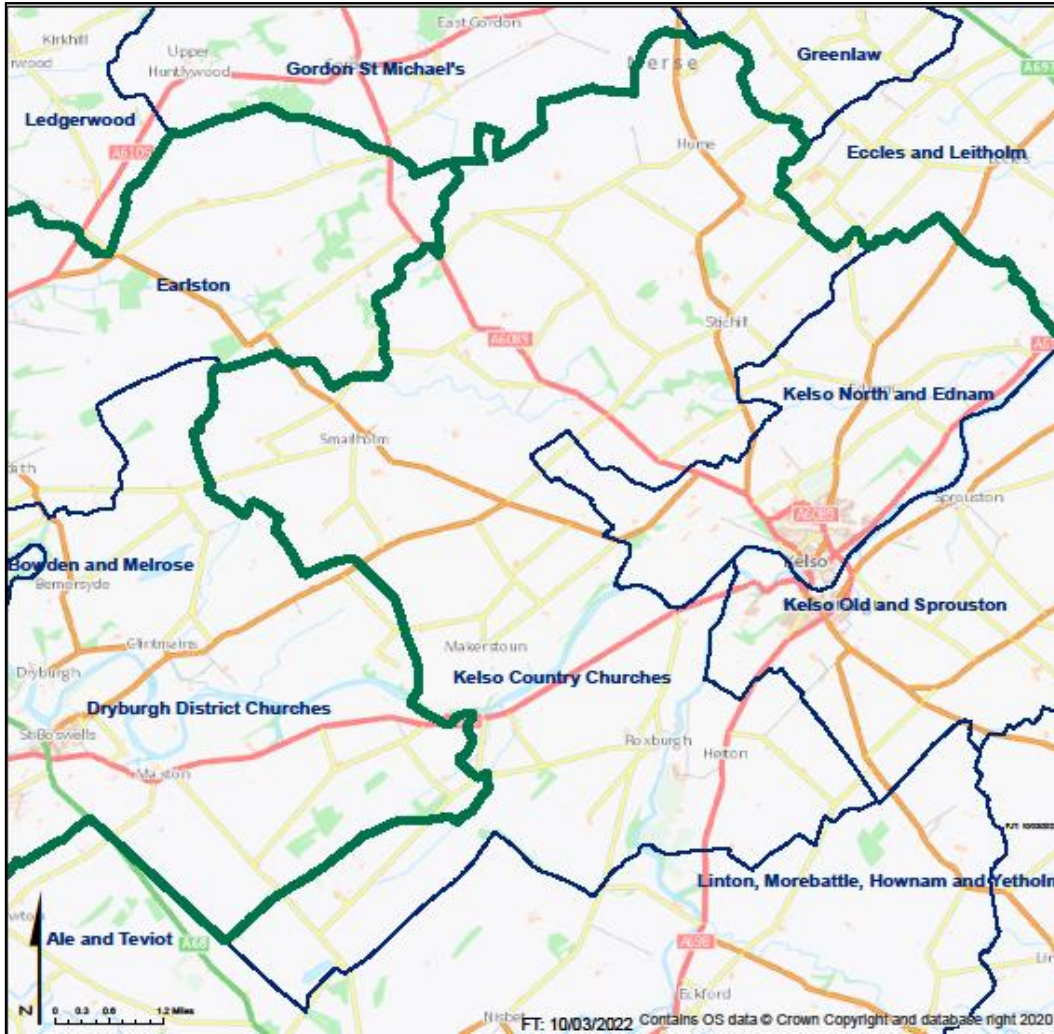 Kirkhill
East Gordon
Upper
Huntlywood
Gordon St Michael's
Merse
Greenlaw
A697
Ledgerwood
A6105
Hume
Eccles and Leitholm
Earlston
A6089
Stichill
Kelso North and Ednam
Smailholm
A6089
Sprouston
Bowden and Melrose
Bemersyde
Kelso
Kelso Old and Sprouston
Clintmains
Makerstoun
Kelso Country Churches
Dryburgh
Dryburgh District Churches
St Boswells
Roxburgh
Heiton
Maxton
Linton, Morebattle, Hownam and Yetholm
Ale and Teviot
A68
A698
Eckford
N
0 0.3 0.6 1.2 Miles
Nisbet
FT: 10/03/2022 Contains OS data © Crown Copyright and database right 2020